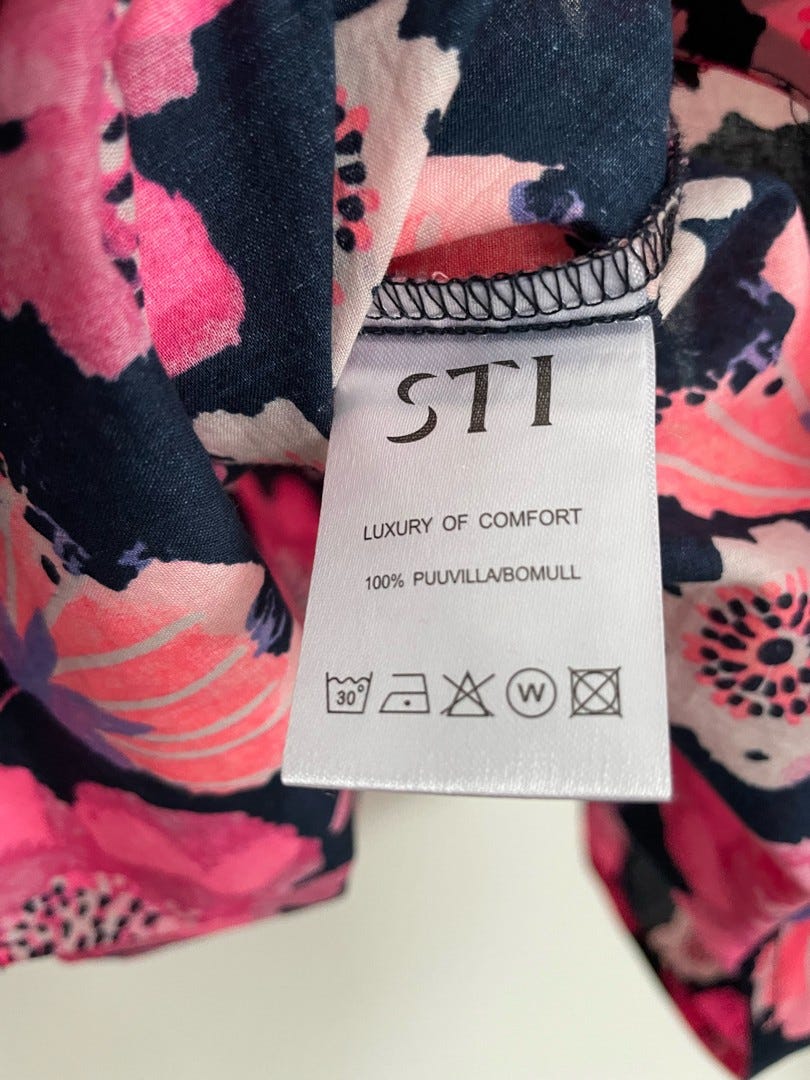 STI
LUXURY OF COMFORT
100% PUUVILLA/BOMULL
30° W